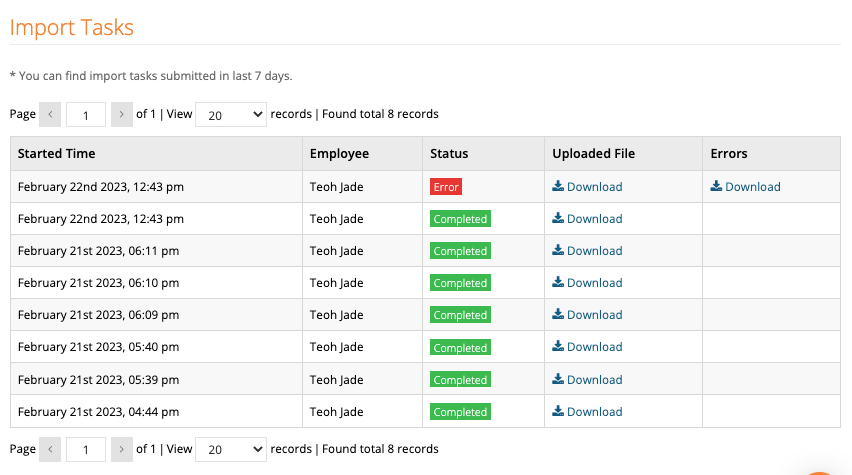 Import Tasks
* You can find import tasks submitted in last 7 days.
Page < 1 > of 1 | View 20 records | Found total 8 records
Started Time Employee Status Uploaded File Errors
February 22nd 2023, 12:43 pm Teoh Jade Error Download Download
February 22nd 2023, 12:43 pm Teoh Jade Completed Download
February 21st 2023, 06:11 pm Teoh Jade Completed Download
February 21st 2023, 06:10 pm Teoh Jade Completed Download
February 21st 2023, 06:09 pm Teoh Jade Completed Download
February 21st 2023, 05:40 pm Teoh Jade Completed Download
February 21st 2023, 05:39 pm Teoh Jade Completed Download
February 21st 2023, 04:44 pm Teoh Jade Completed Download
Page < 1 > of 1 | View 20 records | Found total 8 records